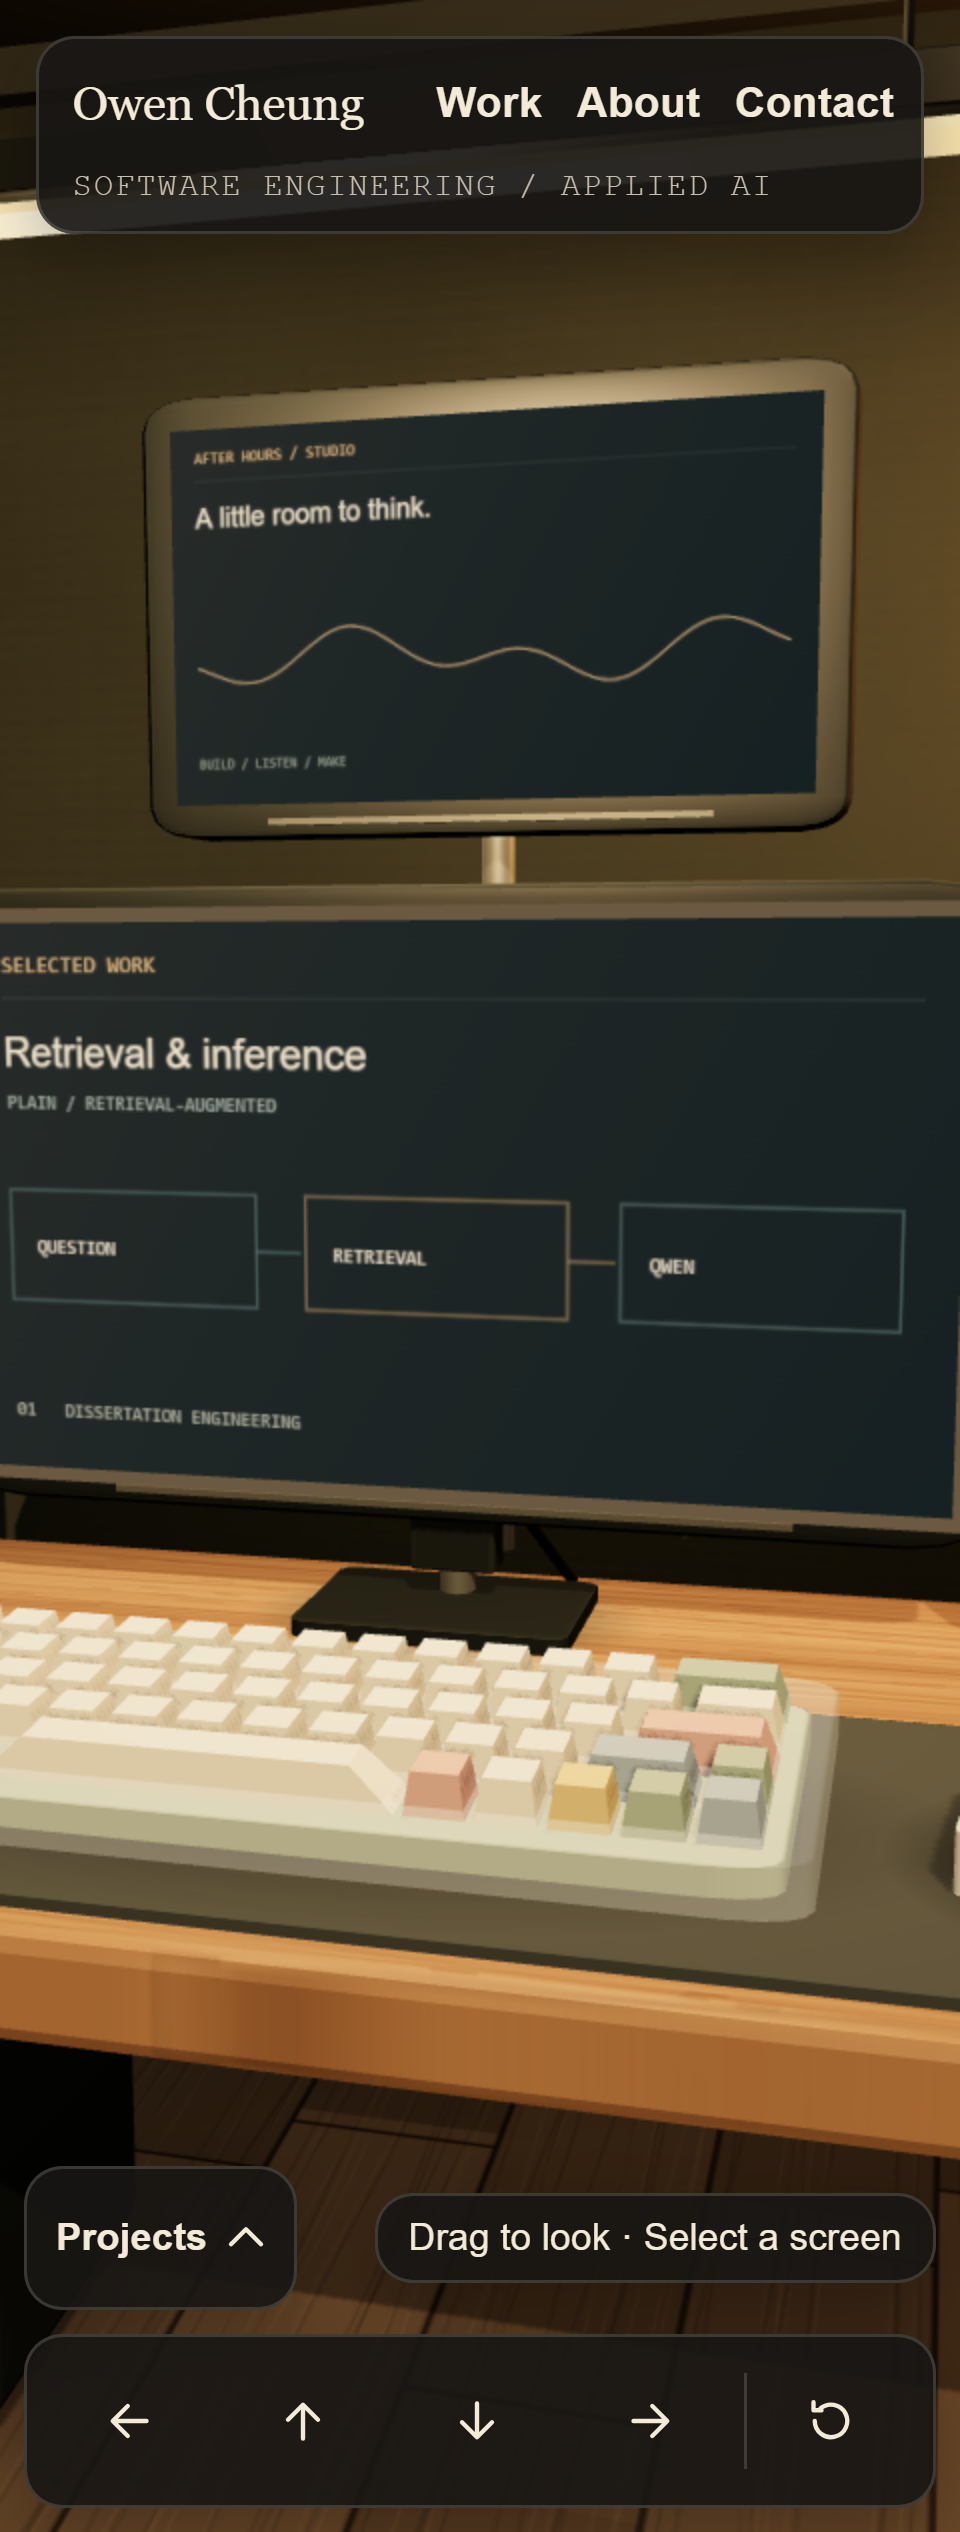 Owen Cheung Work About Contact
SOFTWARE ENGINEERING / APPLIED AI
AFTER HOURS / STUDIO
A little room to think.
BUILD / LISTEN / MAKE
SELECTED WORK
Retrieval & inference
PLAIN / RETRIEVAL-AUGMENTED
QUESTION RETRIEVAL QWEN
01 DISSERTATION ENGINEERING
Projects Drag to look · Select a screen